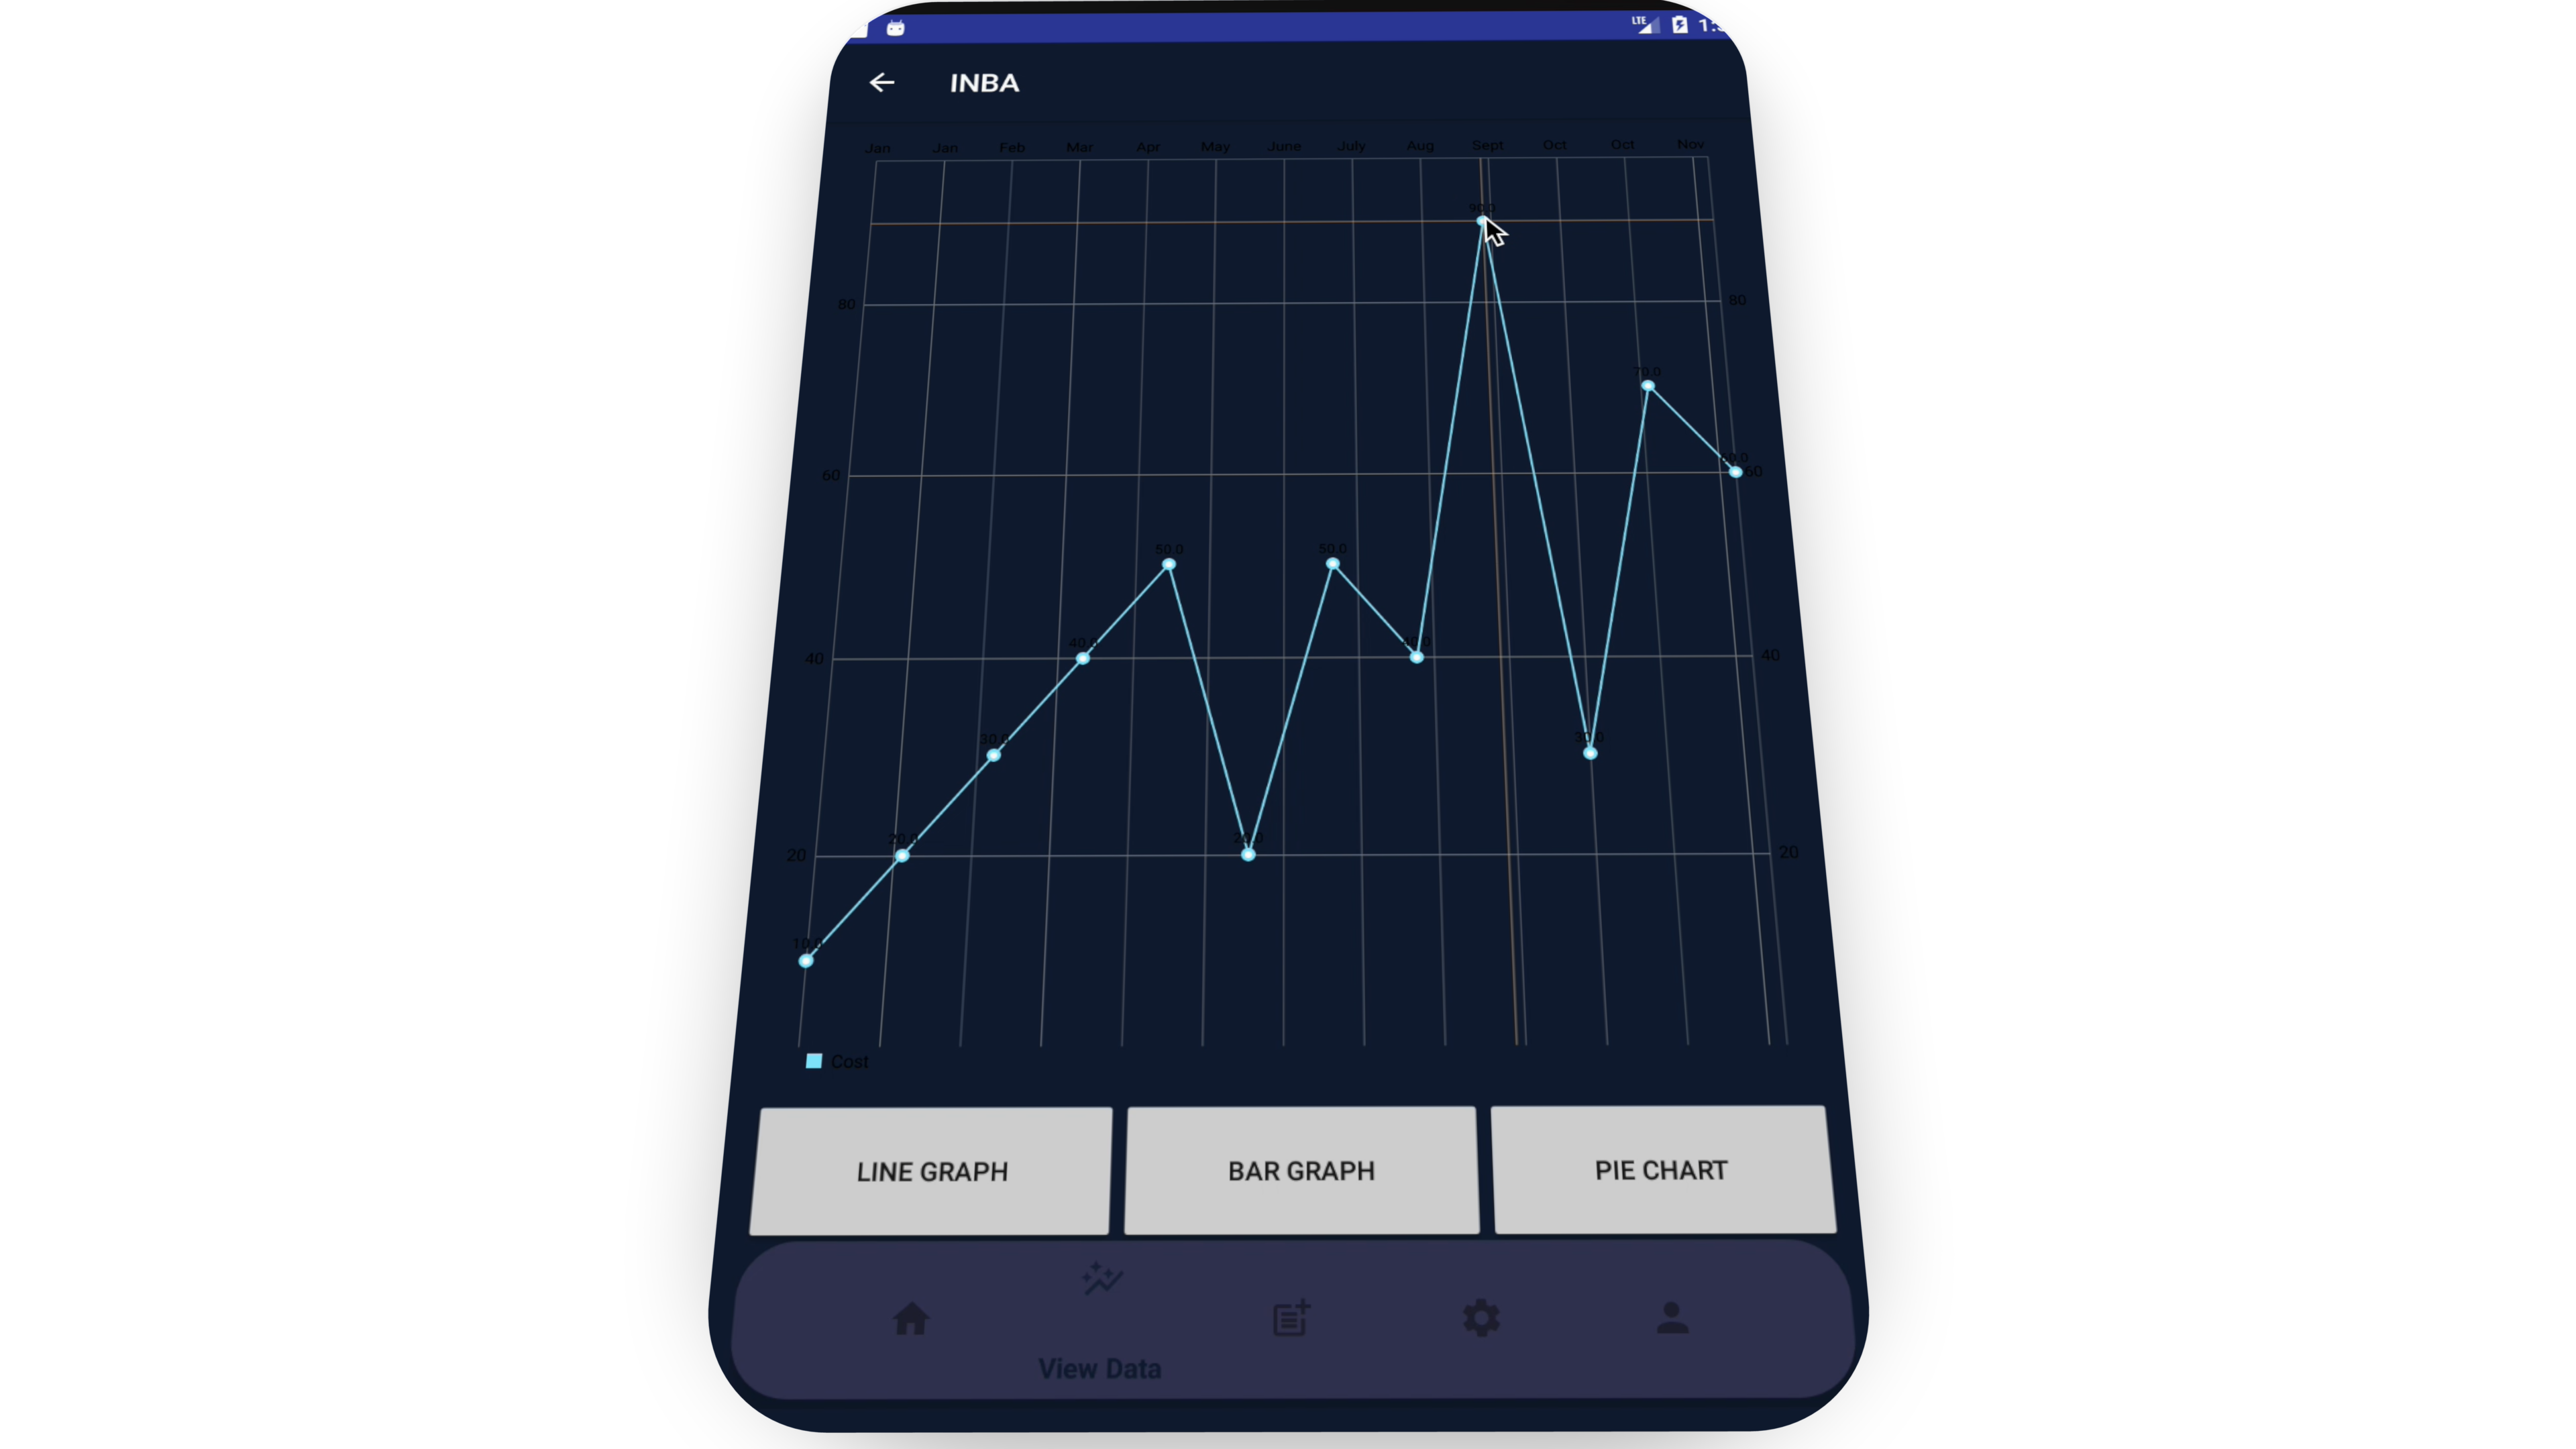 LTE
INBA
Jan Jan Feb Mar Apr May June July Aug Sept Oct Oct Nov
90.0
80 80
70.0
60 60.0 60
50.0 50.0
40 40.0 40.0 40
30.0 30.0
20 20.0 20.0 20
10.0
Cost
LINE GRAPH BAR GRAPH PIE CHART
View Data